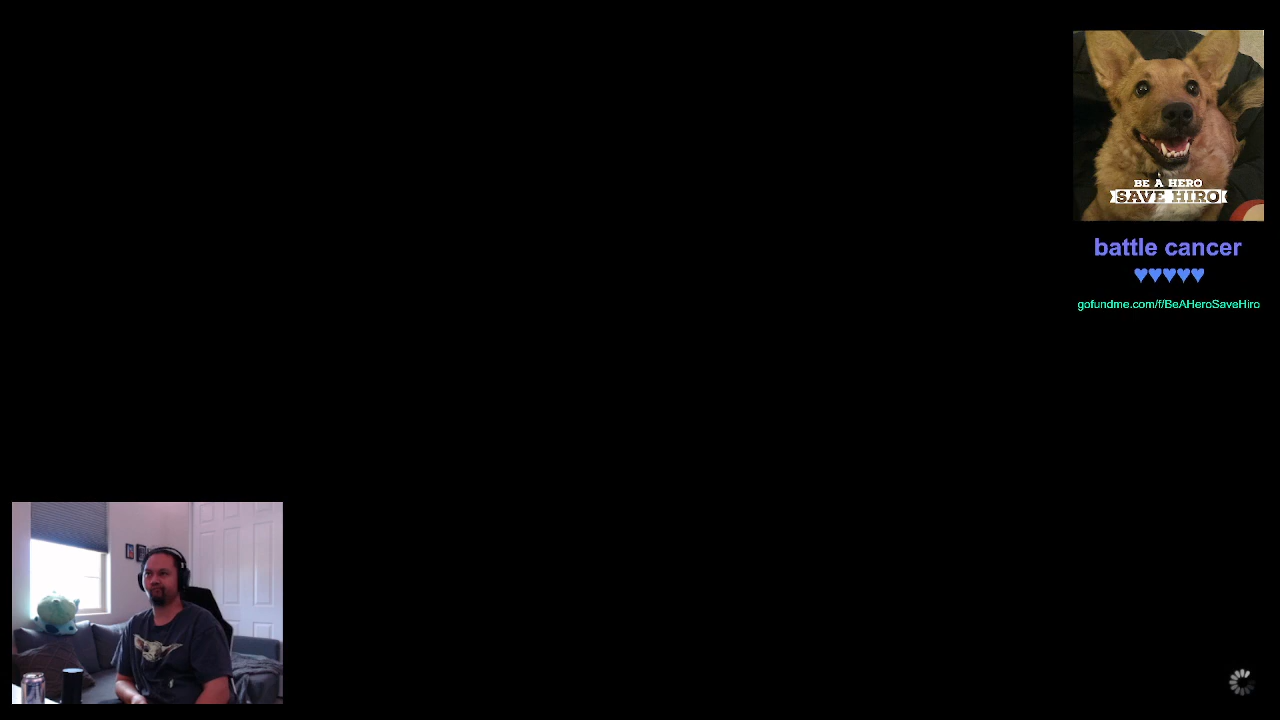 BE A HERO
SAVE HIRO
battle cancer
♥♥♥♥♥
gofundme.com/f/BeAHeroSaveHiro